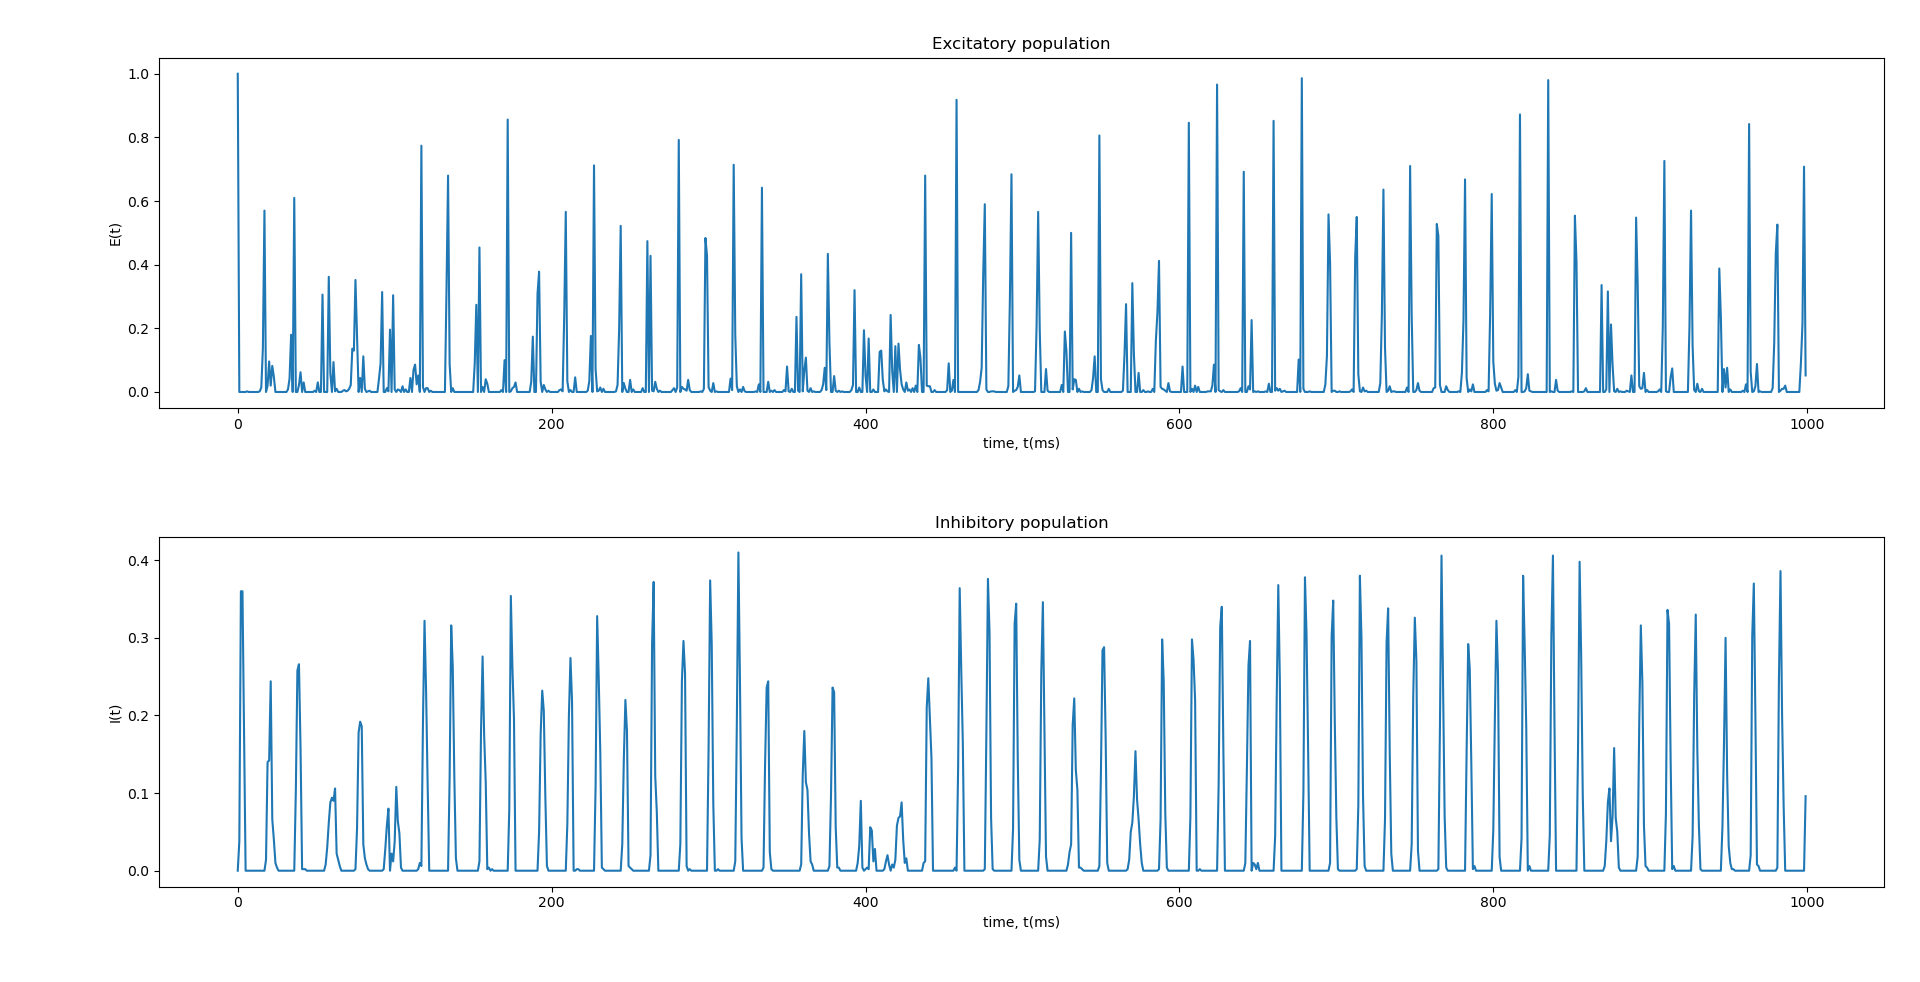 Excitatory population
1.0
0.8
0.6
0.4
0.2
0.0
E(t)
0 200 400 600 800 1000
time, t(ms)
Inhibitory population
0.4
0.3
0.2
0.1
0.0
I(t)
0 200 400 600 800 1000
time, t(ms)